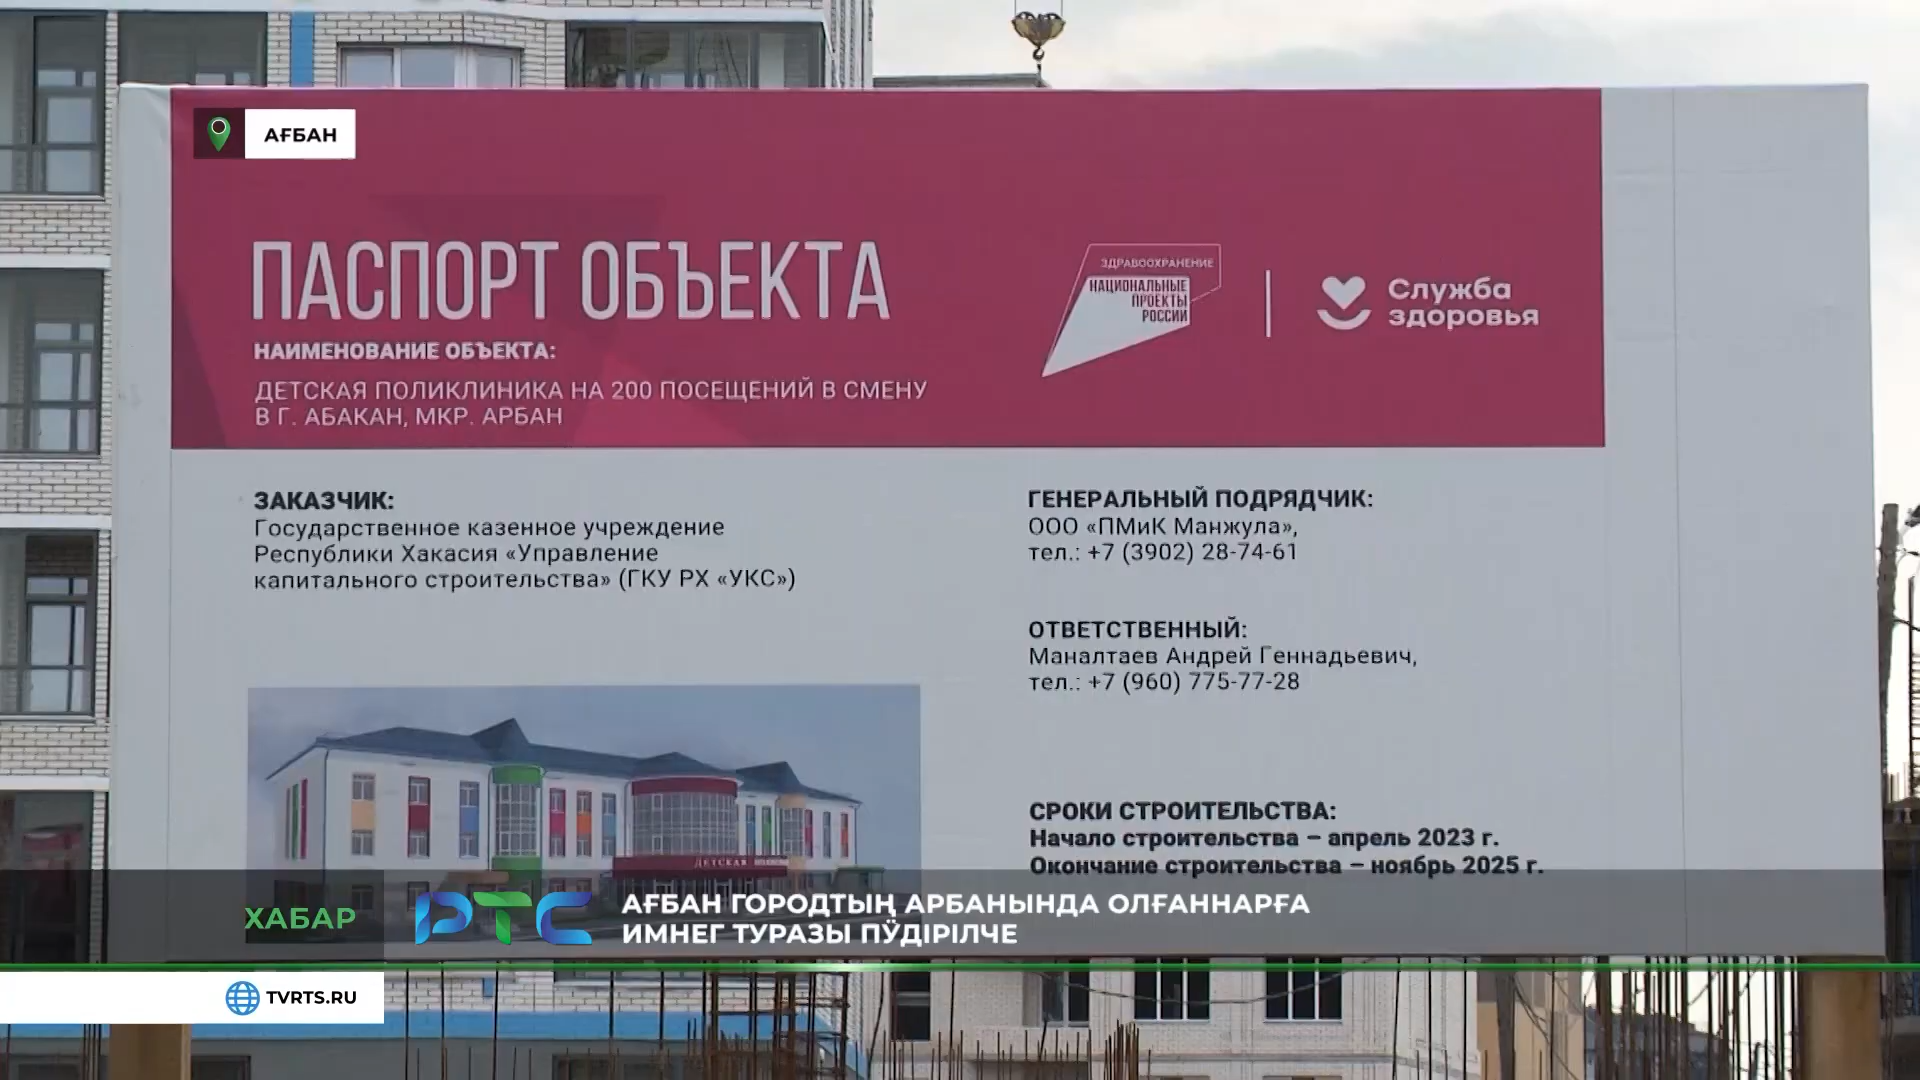 АҒБАН
ПАСПОРТ ОБЪЕКТА
НАИМЕНОВАНИЕ ОБЪЕКТА:
ДЕТСКАЯ ПОЛИКЛИНИКА НА 200 ПОСЕЩЕНИЙ В СМЕНУ
В Г. АБАКАН, МКР. АРБАН
ЗДРАВООХРАНЕНИЕ
НАЦИОНАЛЬНЫЕ
ПРОЕКТЫ
РОССИИ
Служба
здоровья
ЗАКАЗЧИК:
Государственное казенное учреждение
Республики Хакасия «Управление
капитального строительства» (ГКУ РХ «УКС»)
ГЕНЕРАЛЬНЫЙ ПОДРЯДЧИК:
ООО «ПМиК Манжула»,
тел.: +7 (3902) 28-74-61
ОТВЕТСТВЕННЫЙ:
Маналтаев Андрей Геннадьевич,
тел.: +7 (960) 775-77-28
СРОКИ СТРОИТЕЛЬСТВА:
Начало строительства – апрель 2023 г.
Окончание строительства – ноябрь 2025 г.
ДЕТСКАЯ
ХАБАР
РТС
АҒБАН ГОРОДТЫҢ АРБАНЫНДА ОЛҒАННАРҒА
ИМНЕГ ТУРАЗЫ ПӰДІРІЛЧЕ
TVRTS.RU